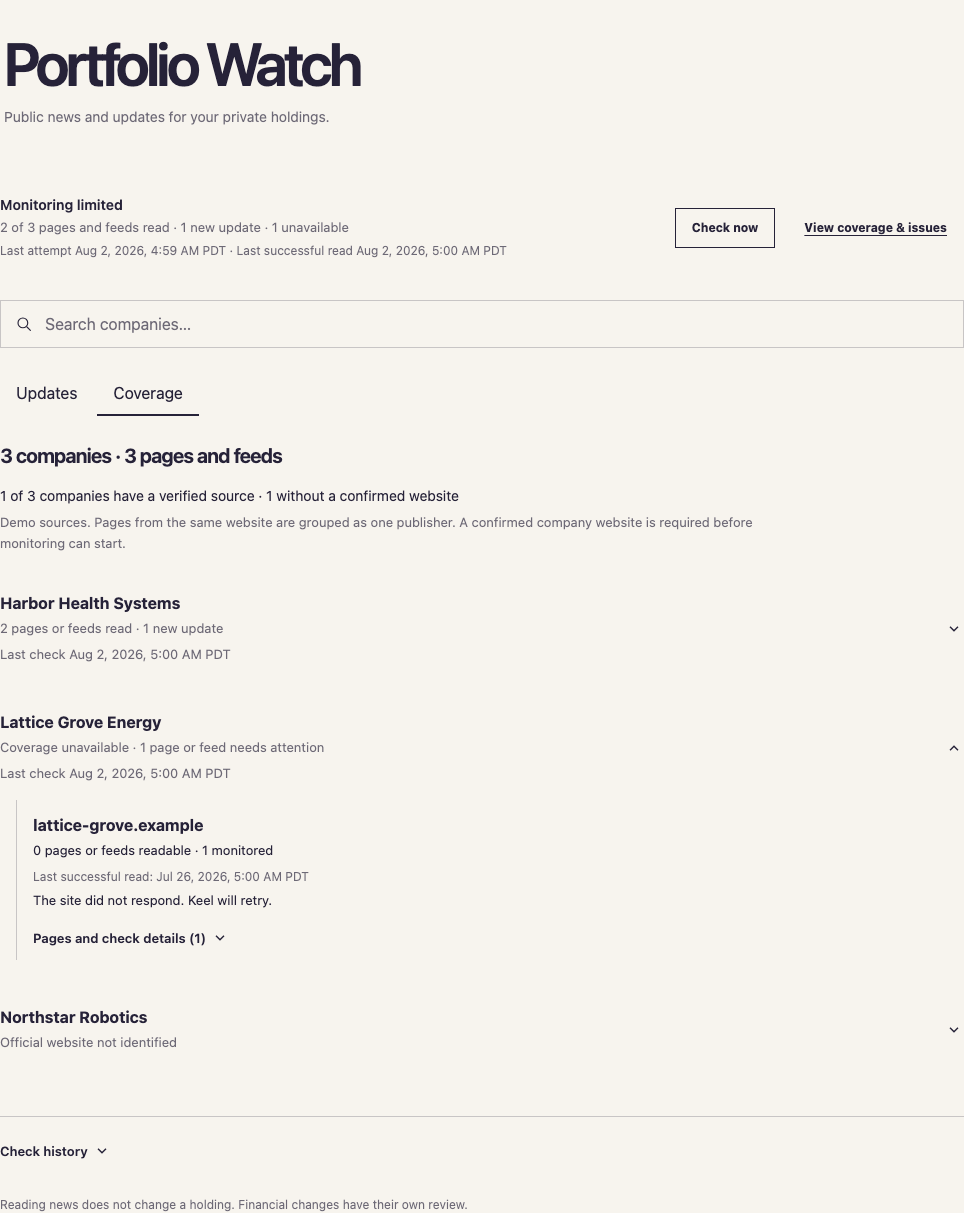 Portfolio Watch
Public news and updates for your private holdings.
Monitoring limited
2 of 3 pages and feeds read · 1 new update · 1 unavailable
Last attempt Aug 2, 2026, 4:59 AM PDT · Last successful read Aug 2, 2026, 5:00 AM PDT
Check now
View coverage & issues
Search companies...
Updates
Coverage
3 companies · 3 pages and feeds
1 of 3 companies have a verified source · 1 without a confirmed website
Demo sources. Pages from the same website are grouped as one publisher. A confirmed company website is required before
monitoring can start.
Harbor Health Systems
2 pages or feeds read · 1 new update
Last check Aug 2, 2026, 5:00 AM PDT
Lattice Grove Energy
Coverage unavailable · 1 page or feed needs attention
Last check Aug 2, 2026, 5:00 AM PDT
lattice-grove.example
0 pages or feeds readable · 1 monitored
Last successful read: Jul 26, 2026, 5:00 AM PDT
The site did not respond. Keel will retry.
Pages and check details (1)
Northstar Robotics
Official website not identified
Check history
Reading news does not change a holding. Financial changes have their own review.